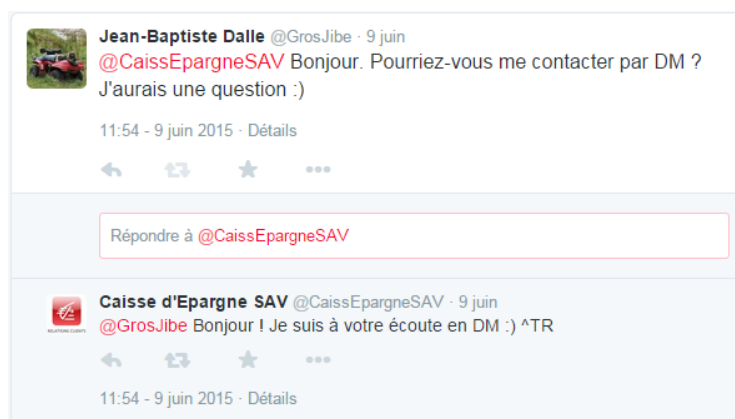 Jean-Baptiste Dalle @GrosJibe · 9 juin
@CaissEpargneSAV Bonjour. Pourriez-vous me contacter par DM ?
J'aurais une question :)
11:54 - 9 juin 2015 · Détails
Répondre à @CaissEpargneSAV
Caisse d'Epargne SAV @CaissEpargneSAV · 9 juin
@GrosJibe Bonjour ! Je suis à votre écoute en DM :) ^TR
RELATIONS CLIENTS
11:54 - 9 juin 2015 · Détails